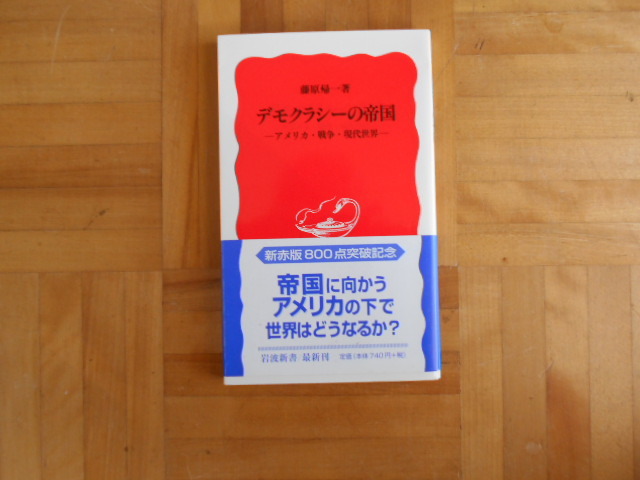 藤原帰一著
デモクラシーの帝国
―アメリカ・戦争・現代世界―
新赤版800点突破記念
帝国に向かう
アメリカの下で
世界はどうなるか?
岩波新書/最新刊 定価(本体740円+税)